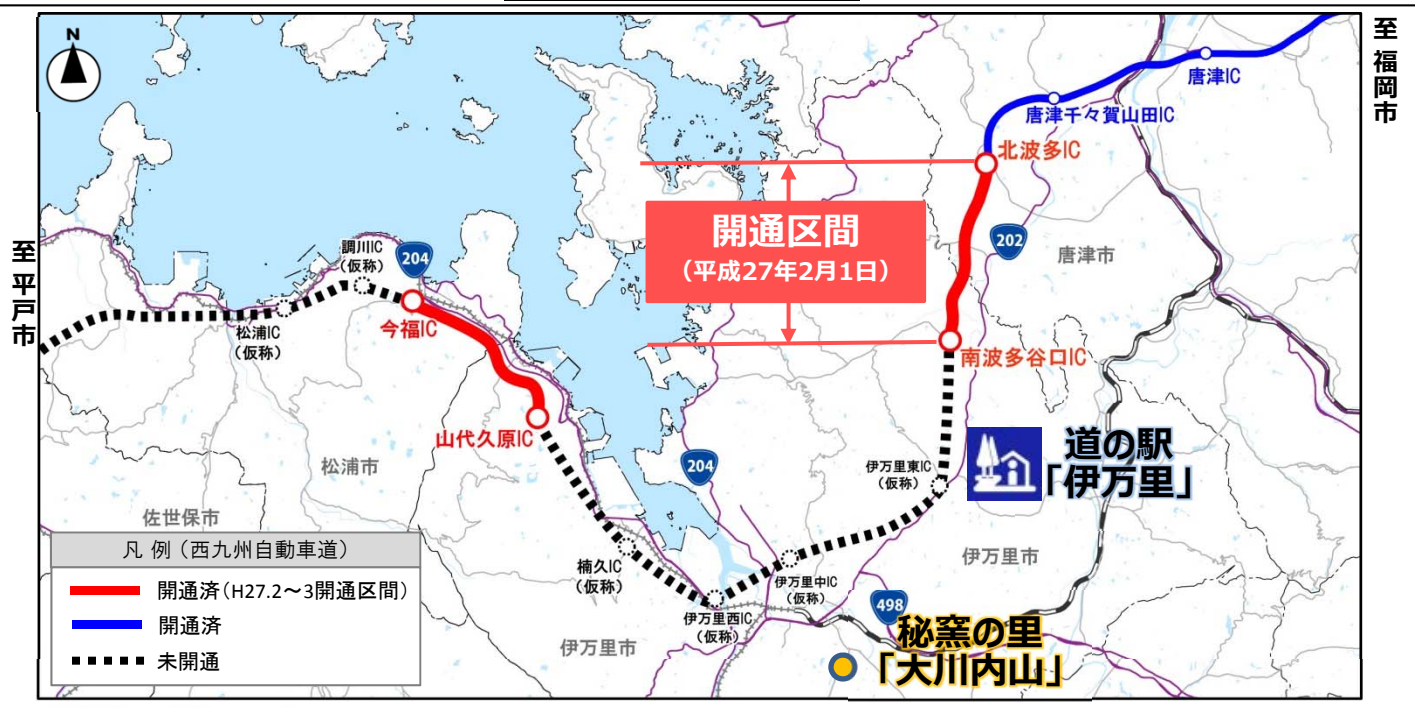 N
至福岡市
唐津IC
唐津千々賀山田IC
北波多IC
開通区間
（平成27年2月1日）
202
唐津市
至平戸市
調川IC
（仮称）
204
松浦IC
（仮称）
今福IC
南波多谷口IC
山代久原IC
松浦市
204
伊万里東IC
（仮称）
道の駅
「伊万里」
佐世保市
楠久IC
（仮称）
伊万里中IC
（仮称）
伊万里市
伊万里西IC
（仮称）
498
伊万里市
秘窯の里
「大川内山」
凡 例（西九州自動車道）
開通済（H27.2～3開通区間）
開通済
未開通